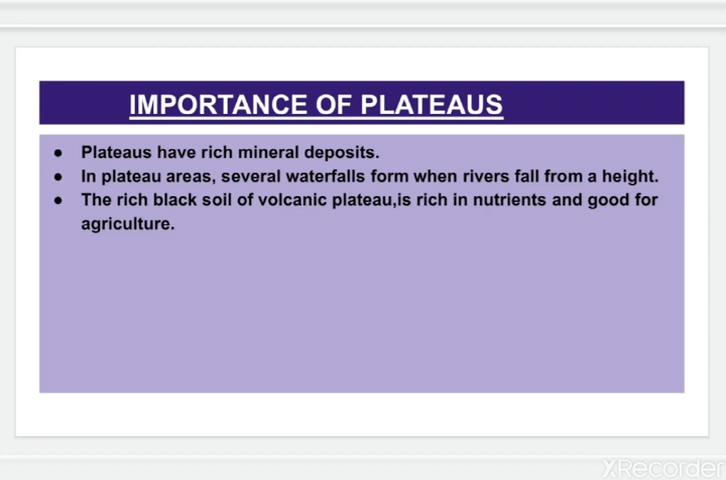 IMPORTANCE OF PLATEAUS
● Plateaus have rich mineral deposits.
● In plateau areas, several waterfalls form when rivers fall from a height.
● The rich black soil of volcanic plateau,is rich in nutrients and good for
agriculture.
XRecorder